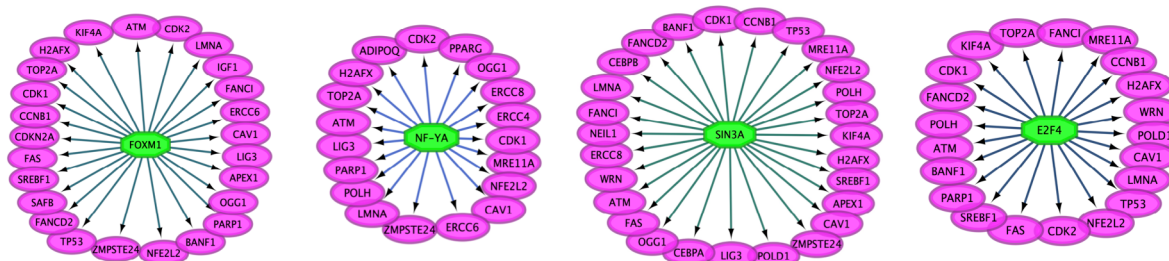 ATM
CDK2
LMNA
IGF1
FANCI
ERCC6
CAV1
LIG3
APEX1
OGG1
PARP1
BANF1
NFE2L2
ZMPSTE24
TP53
FANCD2
SAFB
SREBF1
FAS
CDKN2A
CCNB1
CDK1
TOP2A
H2AFX
KIF4A
FOXM1
CDK2
PPARG
OGG1
ERCC8
ERCC4
CDK1
MRE11A
NFE2L2
CAV1
ERCC6
ZMPSTE24
LMNA
POLH
PARP1
LIG3
ATM
TOP2A
H2AFX
ADIPOQ
NF-YA
CDK1
CCNB1
TP53
MRE11A
NFE2L2
POLH
TOP2A
KIF4A
H2AFX
SREBF1
APEX1
CAV1
ZMPSTE24
POLD1
LIG3
CEBPA
OGG1
FAS
ATM
WRN
ERCC8
NEIL1
FANCI
LMNA
CEBPB
FANCD2
BANF1
SIN3A
TOP2A
FANCI
MRE11A
CCNB1
H2AFX
WRN
POLD1
CAV1
LMNA
TP53
NFE2L2
CDK2
FAS
SREBF1
PARP1
BANF1
ATM
POLH
FANCD2
CDK1
KIF4A
E2F4